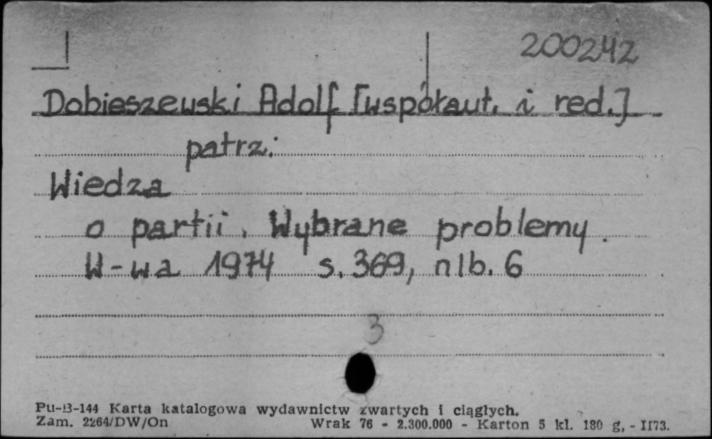 200242
Dobieszewski Adolf [współaut. i red.]
patrz:
Wiedza
o partii. Wybrane problemy.
W-wa 1974 s. 369, nlb. 6
3
Pu-B-144 Karta katalogowa wydawnictw zwartych i ciągłych.
Zam. 2264/DW/On Wrak 76 - 2.300.000 - Karton 5 kl. 180 g, - II73.